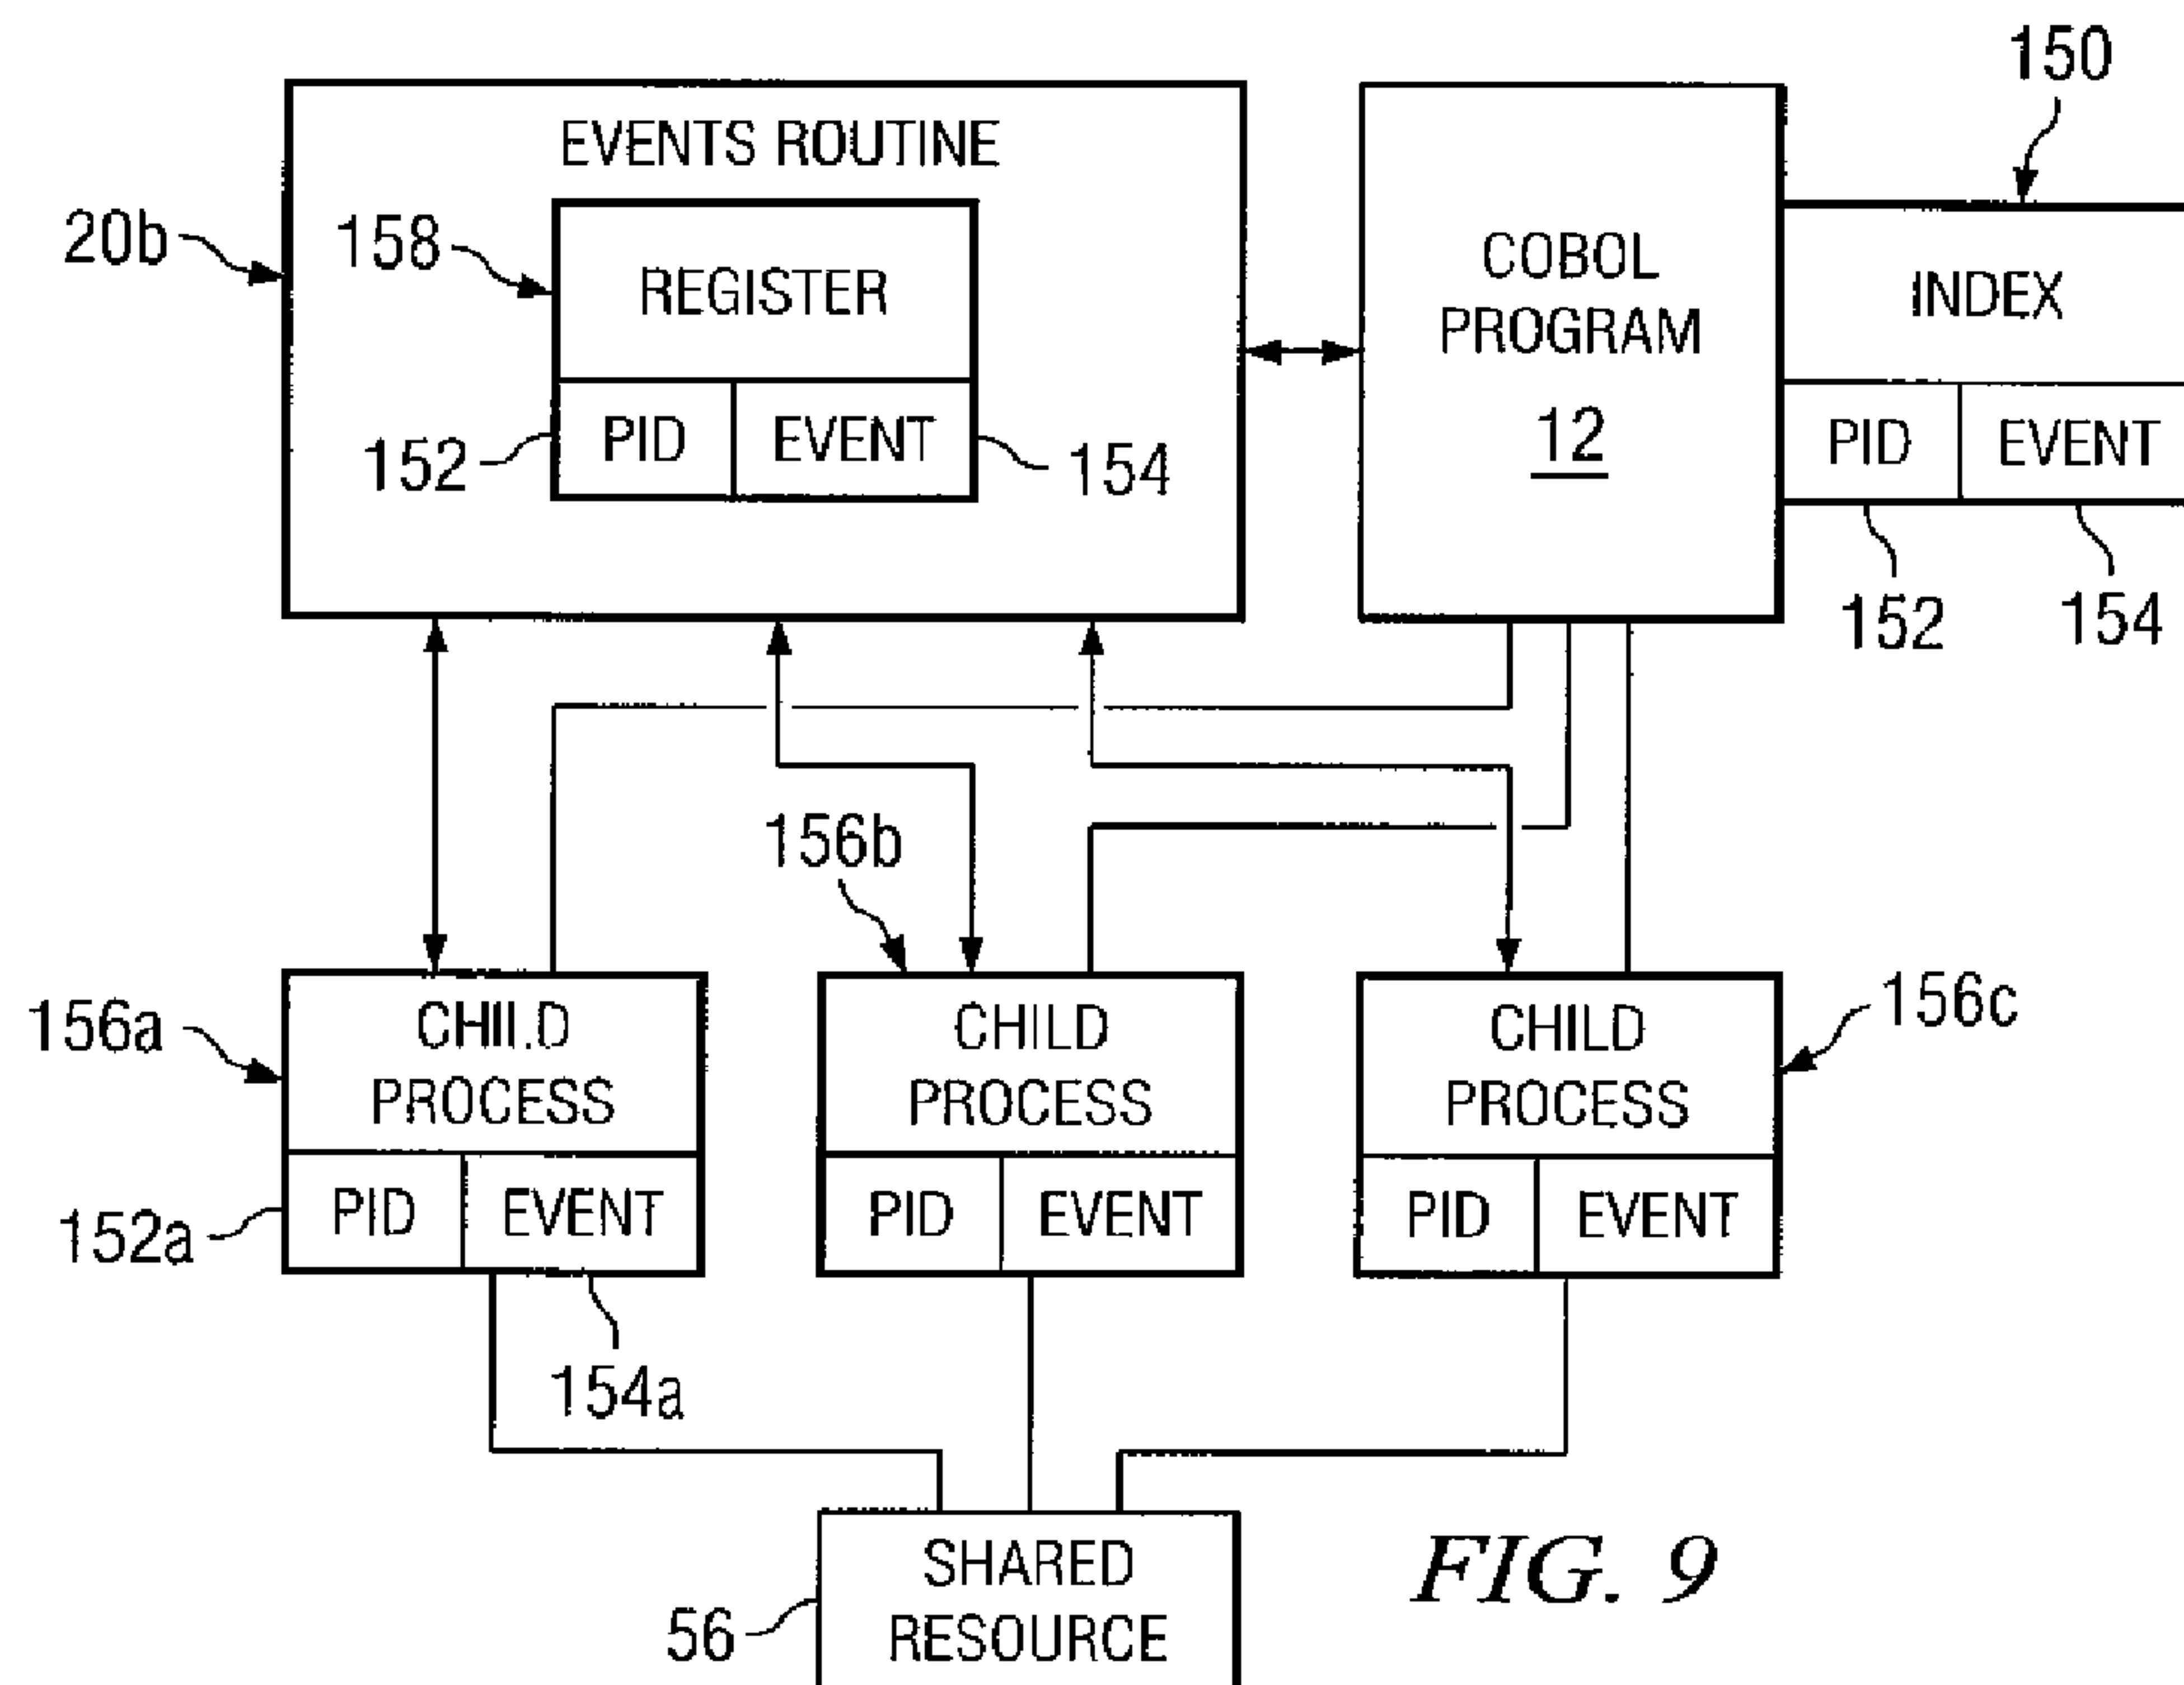 150
EVENTS ROUTINE
20b
158
REGISTER
COBOL
PROGRAM
12
INDEX
152
PID
EVENT
154
PID
EVENT
152
154
156b
156a
CHILD
PROCESS
CHILD
PROCESS
CHILD
PROCESS
156c
152a
PID
EVENT
PID
EVENT
PID
EVENT
154a
56
SHARED
RESOURCE
FIG. 9